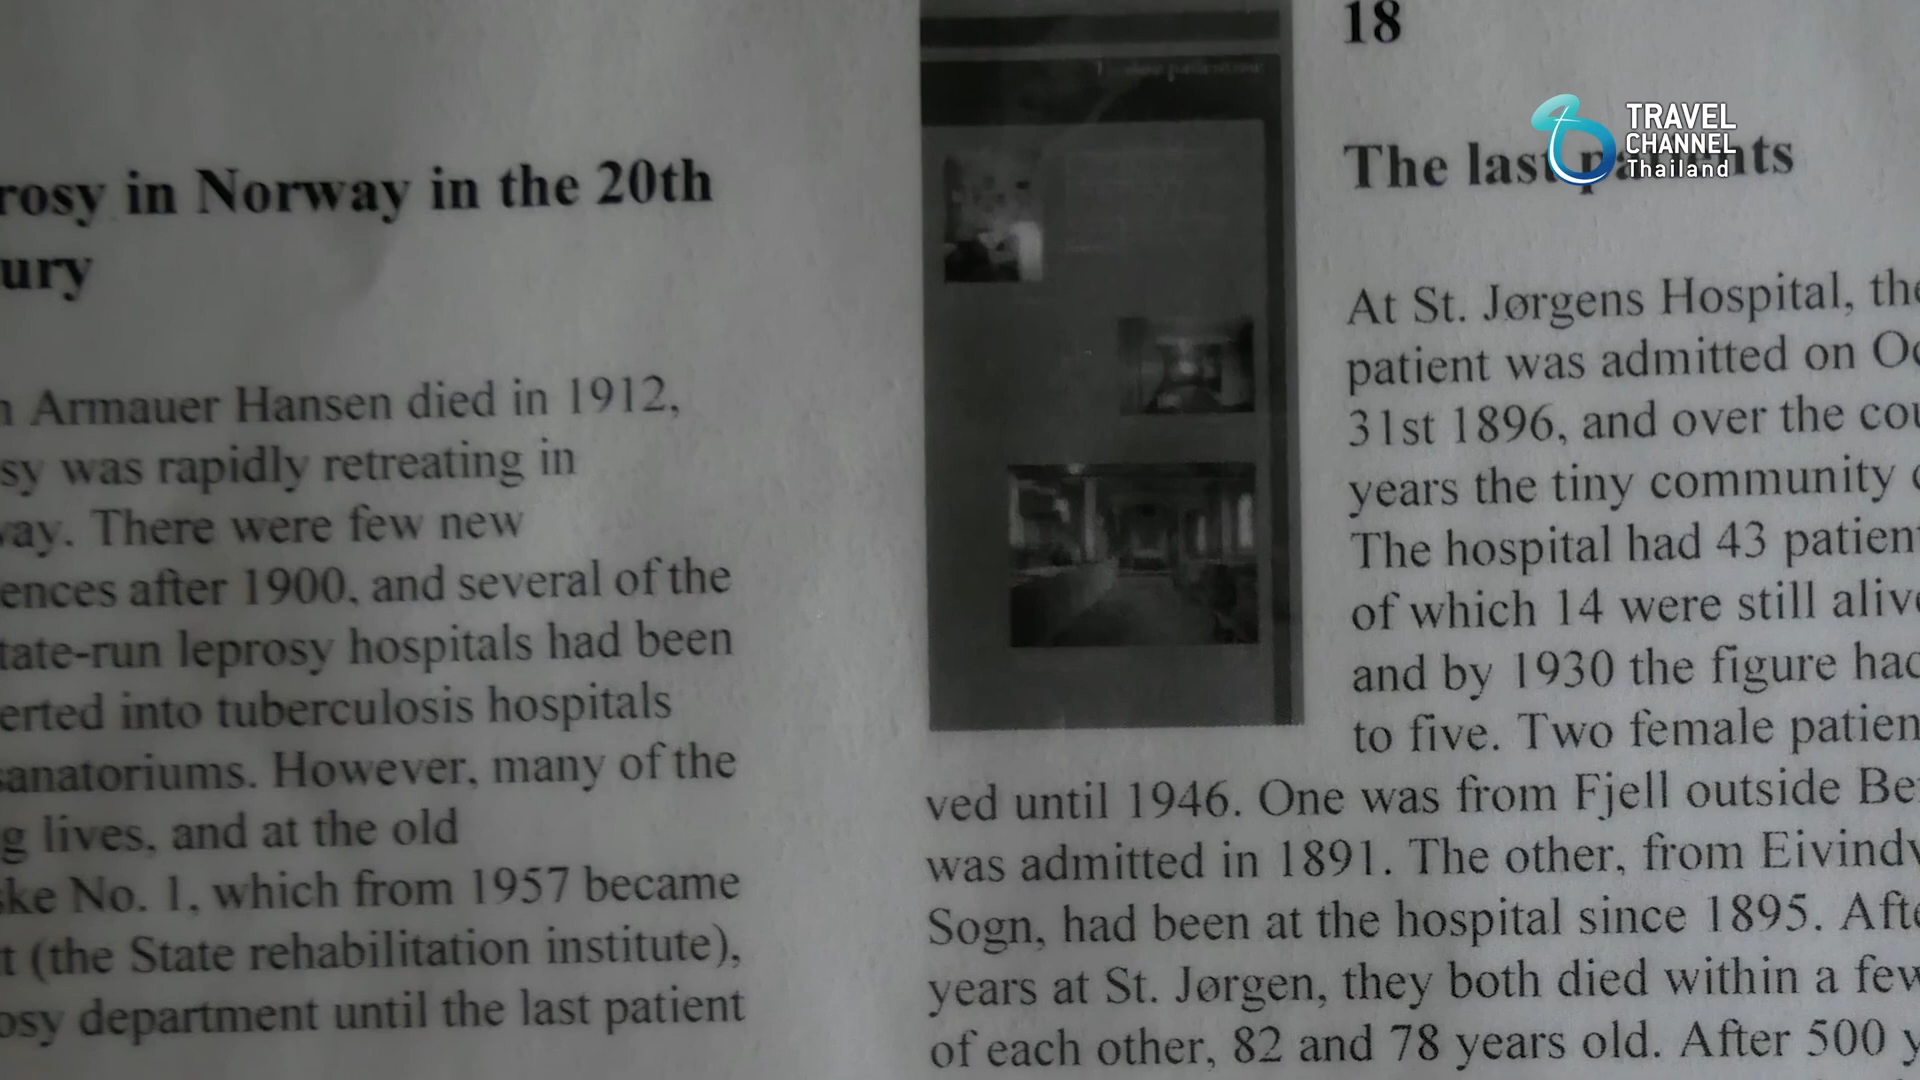 rosy in Norway in the 20th
ury
Armauer Hansen died in 1912,
sy was rapidly retreating in
way. There were few new
ences after 1900, and several of the
tate-run leprosy hospitals had been
erted into tuberculosis hospitals
sanatoriums. However, many of the
g lives, and at the old
ke No. 1, which from 1957 became
t (the State rehabilitation institute),
osy department until the last patient
18
The last patients
At St. Jørgens Hospital, the
patient was admitted on Oc
31st 1896, and over the cou
years the tiny community
The hospital had 43 patient
of which 14 were still alive
and by 1930 the figure had
to five. Two female patien
ved until 1946. One was from Fjell outside Be
was admitted in 1891. The other, from Eivindv
Sogn, had been at the hospital since 1895. Afte
years at St. Jørgen, they both died within a few
of each other, 82 and 78 years old. After 500 y
TRAVEL
CHANNEL
Thailand